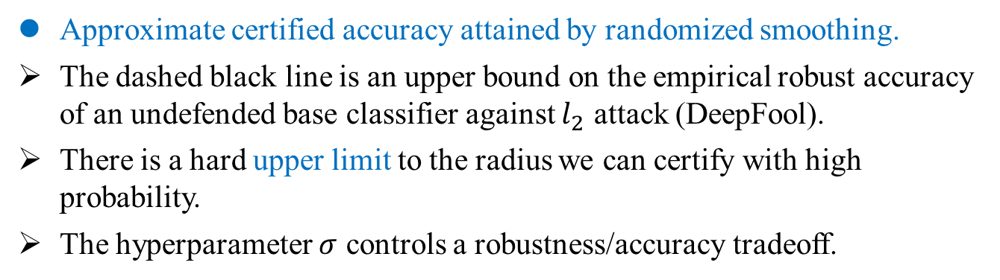 ● Approximate certified accuracy attained by randomized smoothing.
➢ The dashed black line is an upper bound on the empirical robust accuracy
of an undefended base classifier against l₂ attack (DeepFool).
➢ There is a hard upper limit to the radius we can certify with high
probability.
➢ The hyperparameter σ controls a robustness/accuracy tradeoff.